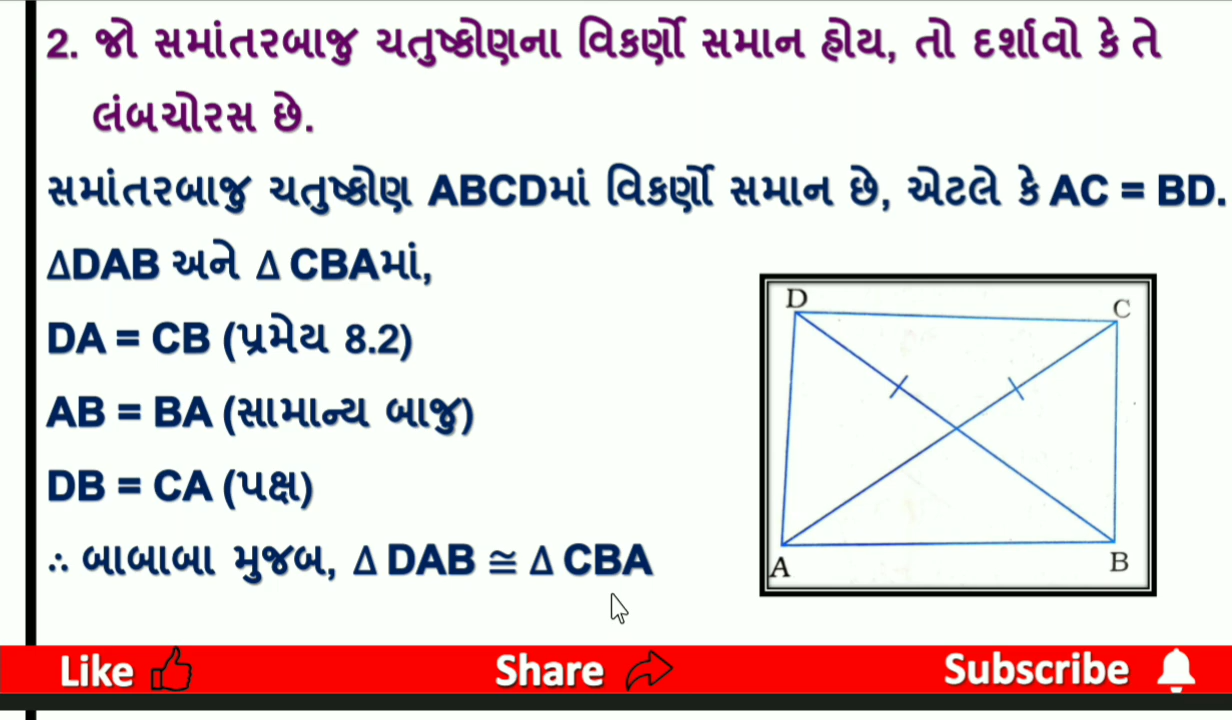 2. જો સમાંતરબાજુ ચતુષ્કોણના વિકર્ણો સમાન હોય, તો દર્શાવો કે તે
લંબચોરસ છે.
સમાંતરબાજુ ચતુષ્કોણ ABCDમાં વિકર્ણો સમાન છે, એટલે કે AC = BD.
ΔDAB અને Δ CBAમાં,
DA = CB (પ્રમેય 8.2)
AB = BA (સામાન્ય બાજુ)
DB = CA (પક્ષ)
∴ બાબાબા મુજબ, Δ DAB ≅ Δ CBA
D C
A B
Like Share Subscribe